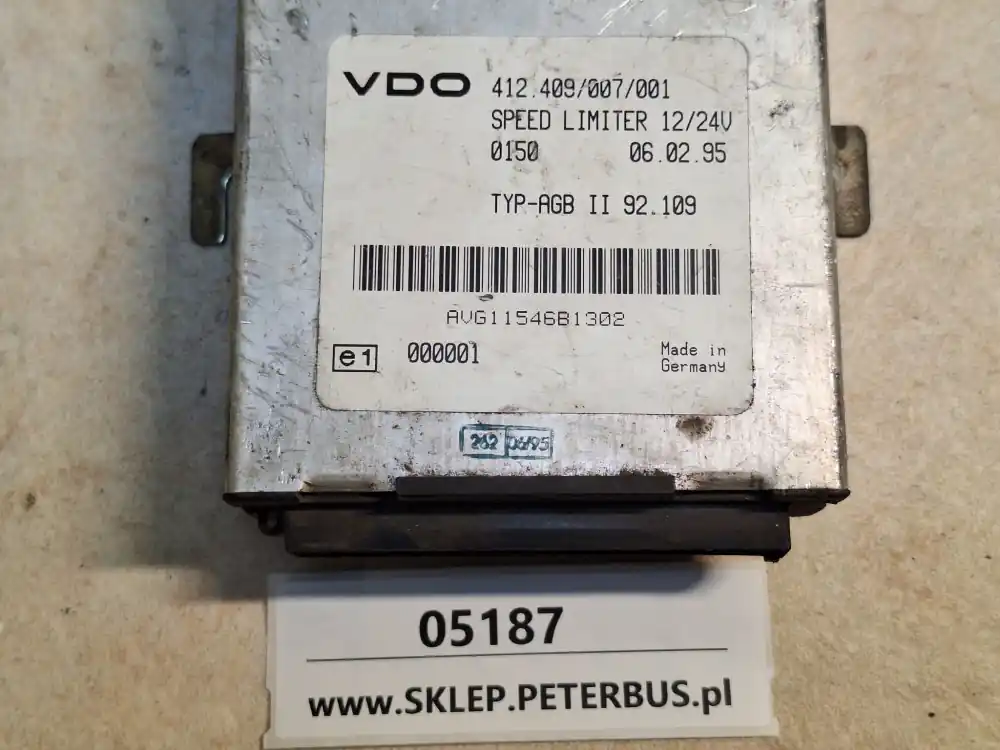 VDO 412.409/007/001
SPEED LIMITER 12/24V
0150 06.02.95
TYP-AGB II 92.109
AVG11546B1302
e1 000001 Made in
Germany
262 06/95
05187
www.SKLEP.PETERBUS.pl